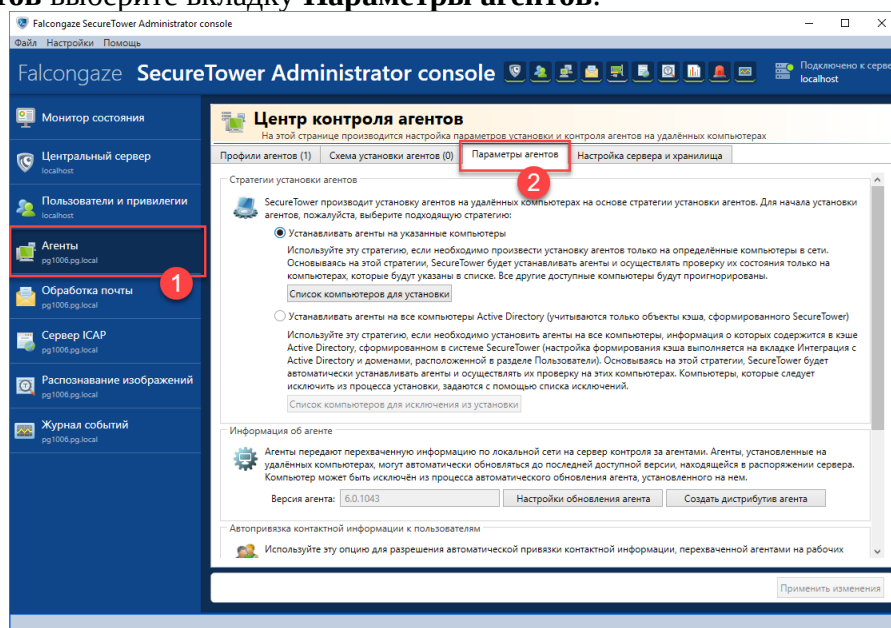 тов выберите вкладку Параметры агентов.
Falcongaze SecureTower Administrator console
Файл Настройки Помощь
Falcongaze SecureTower Administrator console
Подключено к серве
localhost
Монитор состояния
Центральный сервер
localhost
Пользователи и привилегии
localhost
Агенты
pg1006.pg.local
1
Обработка почты
pg1006.pg.local
Сервер ICAP
pg1006.pg.local
Распознавание изображений
pg1006.pg.local
Журнал событий
pg1006.pg.local
Центр контроля агентов
На этой странице производится настройка параметров установки и контроля агентов на удалённых компьютерах
Профили агентов (1) Схема установки агентов (0) Параметры агентов Настройка сервера и хранилища
2
Стратегии установки агентов
SecureTower производит установку агентов на удалённых компьютерах на основе стратегии установки агентов. Для начала установки
агентов, пожалуйста, выберите подходящую стратегию:
Устанавливать агенты на указанные компьютеры
Используйте эту стратегию, если необходимо произвести установку агентов только на определённые компьютеры в сети.
Основываясь на этой стратегии, SecureTower будет устанавливать агенты и осуществлять проверку их состояния только на
компьютерах, которые будут указаны в списке. Все другие доступные компьютеры будут проигнорированы.
Список компьютеров для установки
Устанавливать агенты на все компьютеры Active Directory (учитываются только объекты кэша, сформированного SecureTower)
Используйте эту стратегию, если необходимо установить агенты на все компьютеры, информация о которых содержится в кэше
Active Directory, сформированном в системе SecureTower (настройка формирования кэша выполняется на вкладке Интеграция с
Active Directory и доменами, расположенной в разделе Пользователи). Основываясь на этой стратегии, SecureTower будет
автоматически устанавливать агенты и осуществлять их проверку на этих компьютерах. Компьютеры, которые следует
исключить из процесса установки, задаются с помощью списка исключений.
Список компьютеров для исключения из установки
Информация об агенте
Агенты передают перехваченную информацию по локальной сети на сервер контроля за агентами. Агенты, установленные на
удалённых компьютерах, могут автоматически обновляться до последней доступной версии, находящейся в распоряжении сервера.
Компьютер может быть исключён из процесса автоматического обновления агента, установленного на нем.
Версия агента: 6.0.1043 Настройки обновления агента Создать дистрибутив агента
Автопривязка контактной информации к пользователям
Используйте эту опцию для разрешения автоматической привязки контактной информации, перехваченной агентами на рабочих
Применить изменения